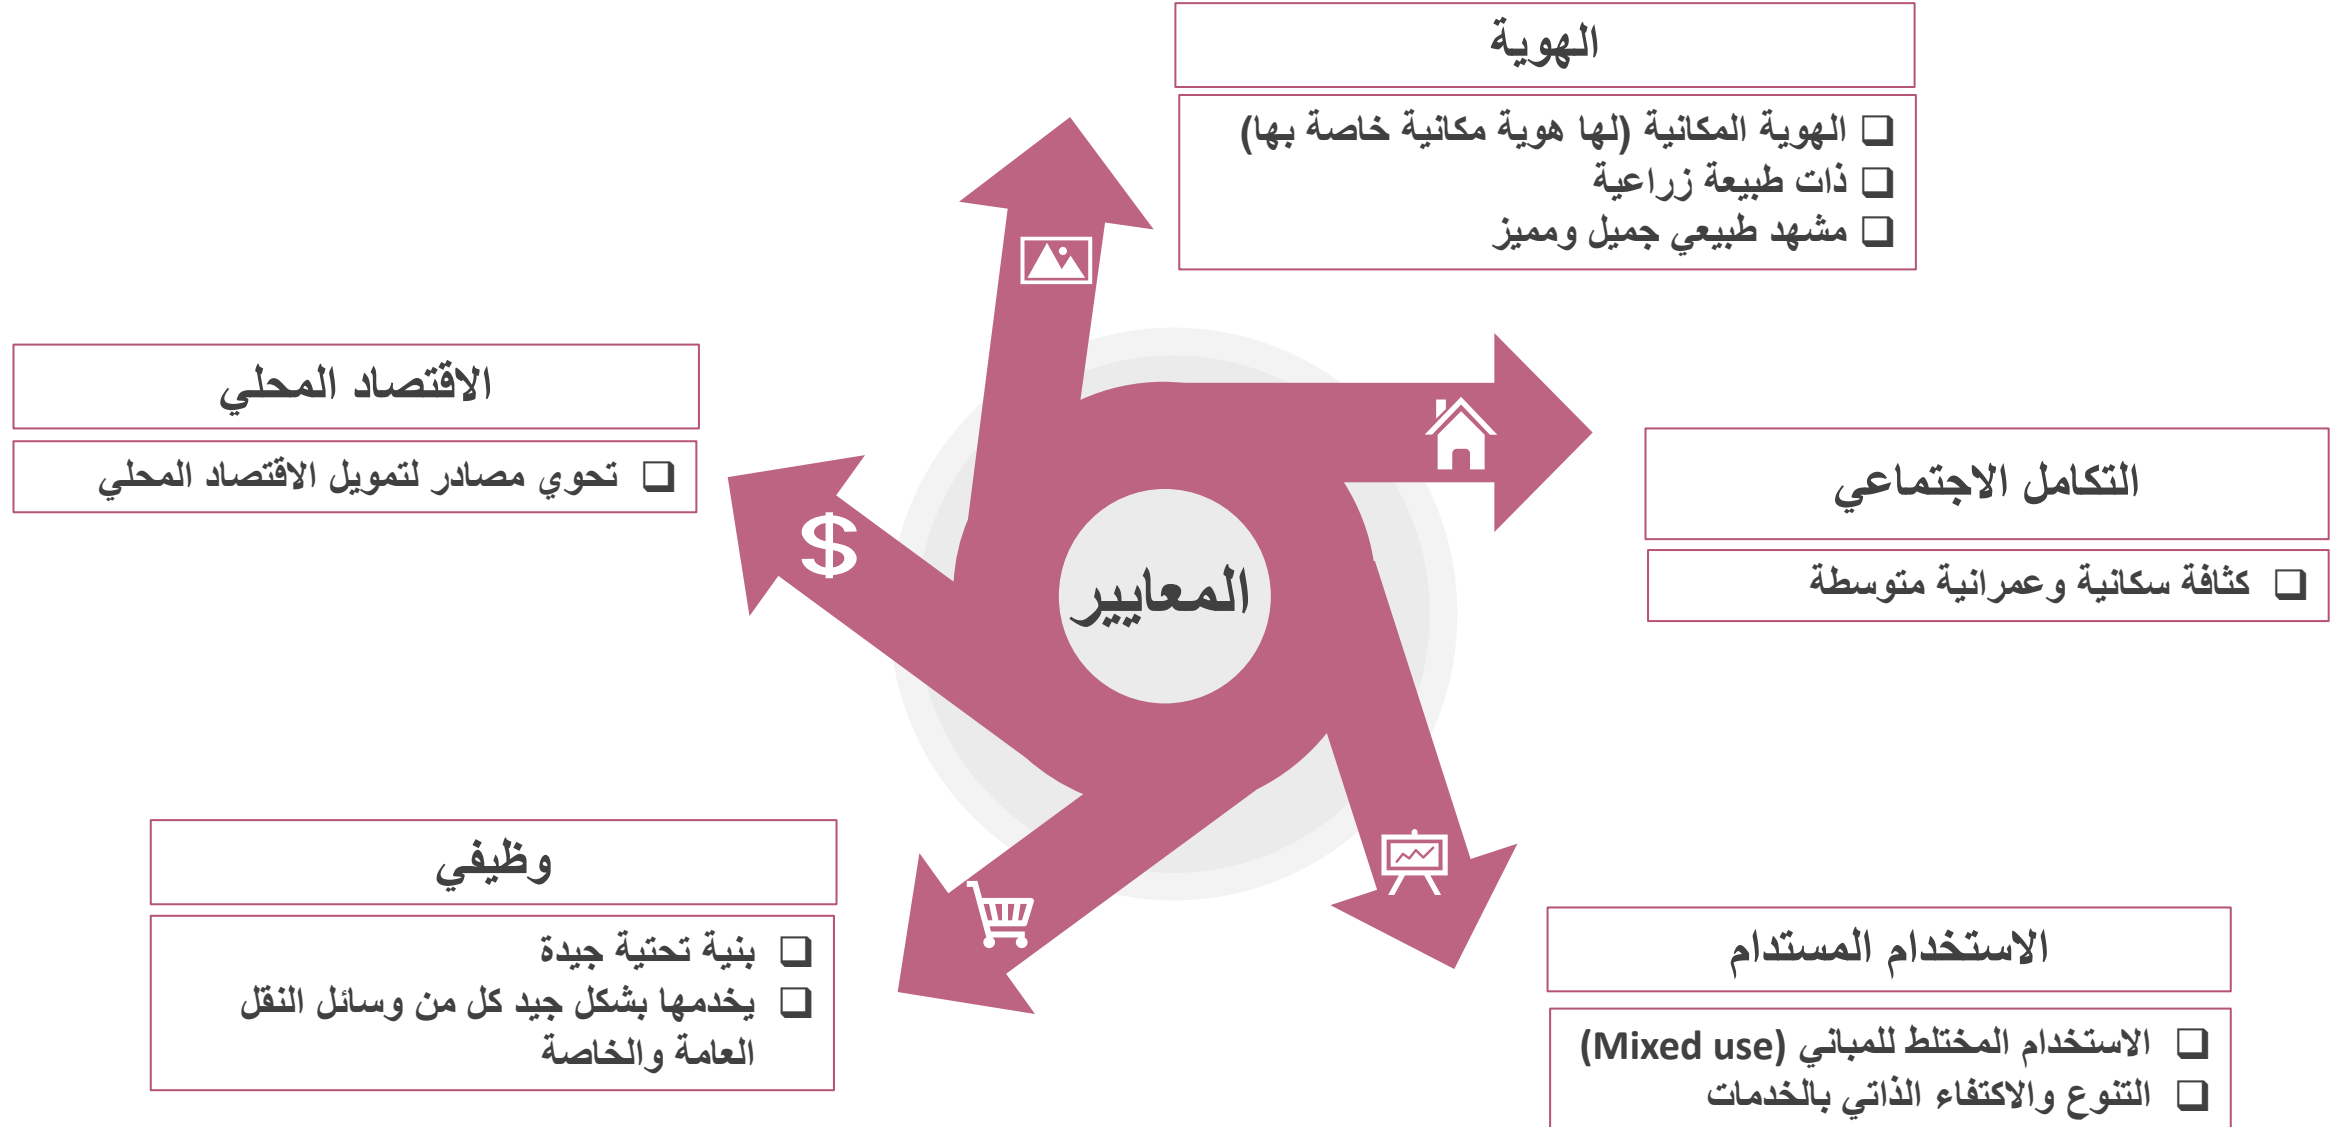 الهوية
❑ الهوية المكانية (لها هوية مكانية خاصة بها)
❑ ذات طبيعة زراعية
❑ مشهد طبيعي جميل ومميز
التكامل الاجتماعي
❑ كثافة سكانية وعمرانية متوسطة
الاستخدام المستدام
❑ الاستخدام المختلط للمباني (Mixed use)
❑ التنوع والاكتفاء الذاتي بالخدمات
وظيفي
❑ بنية تحتية جيدة
❑ يخدمها بشكل جيد كل من وسائل النقل
العامة والخاصة
الاقتصاد المحلي
❑ تحوي مصادر لتمويل الاقتصاد المحلي
المعايير
$